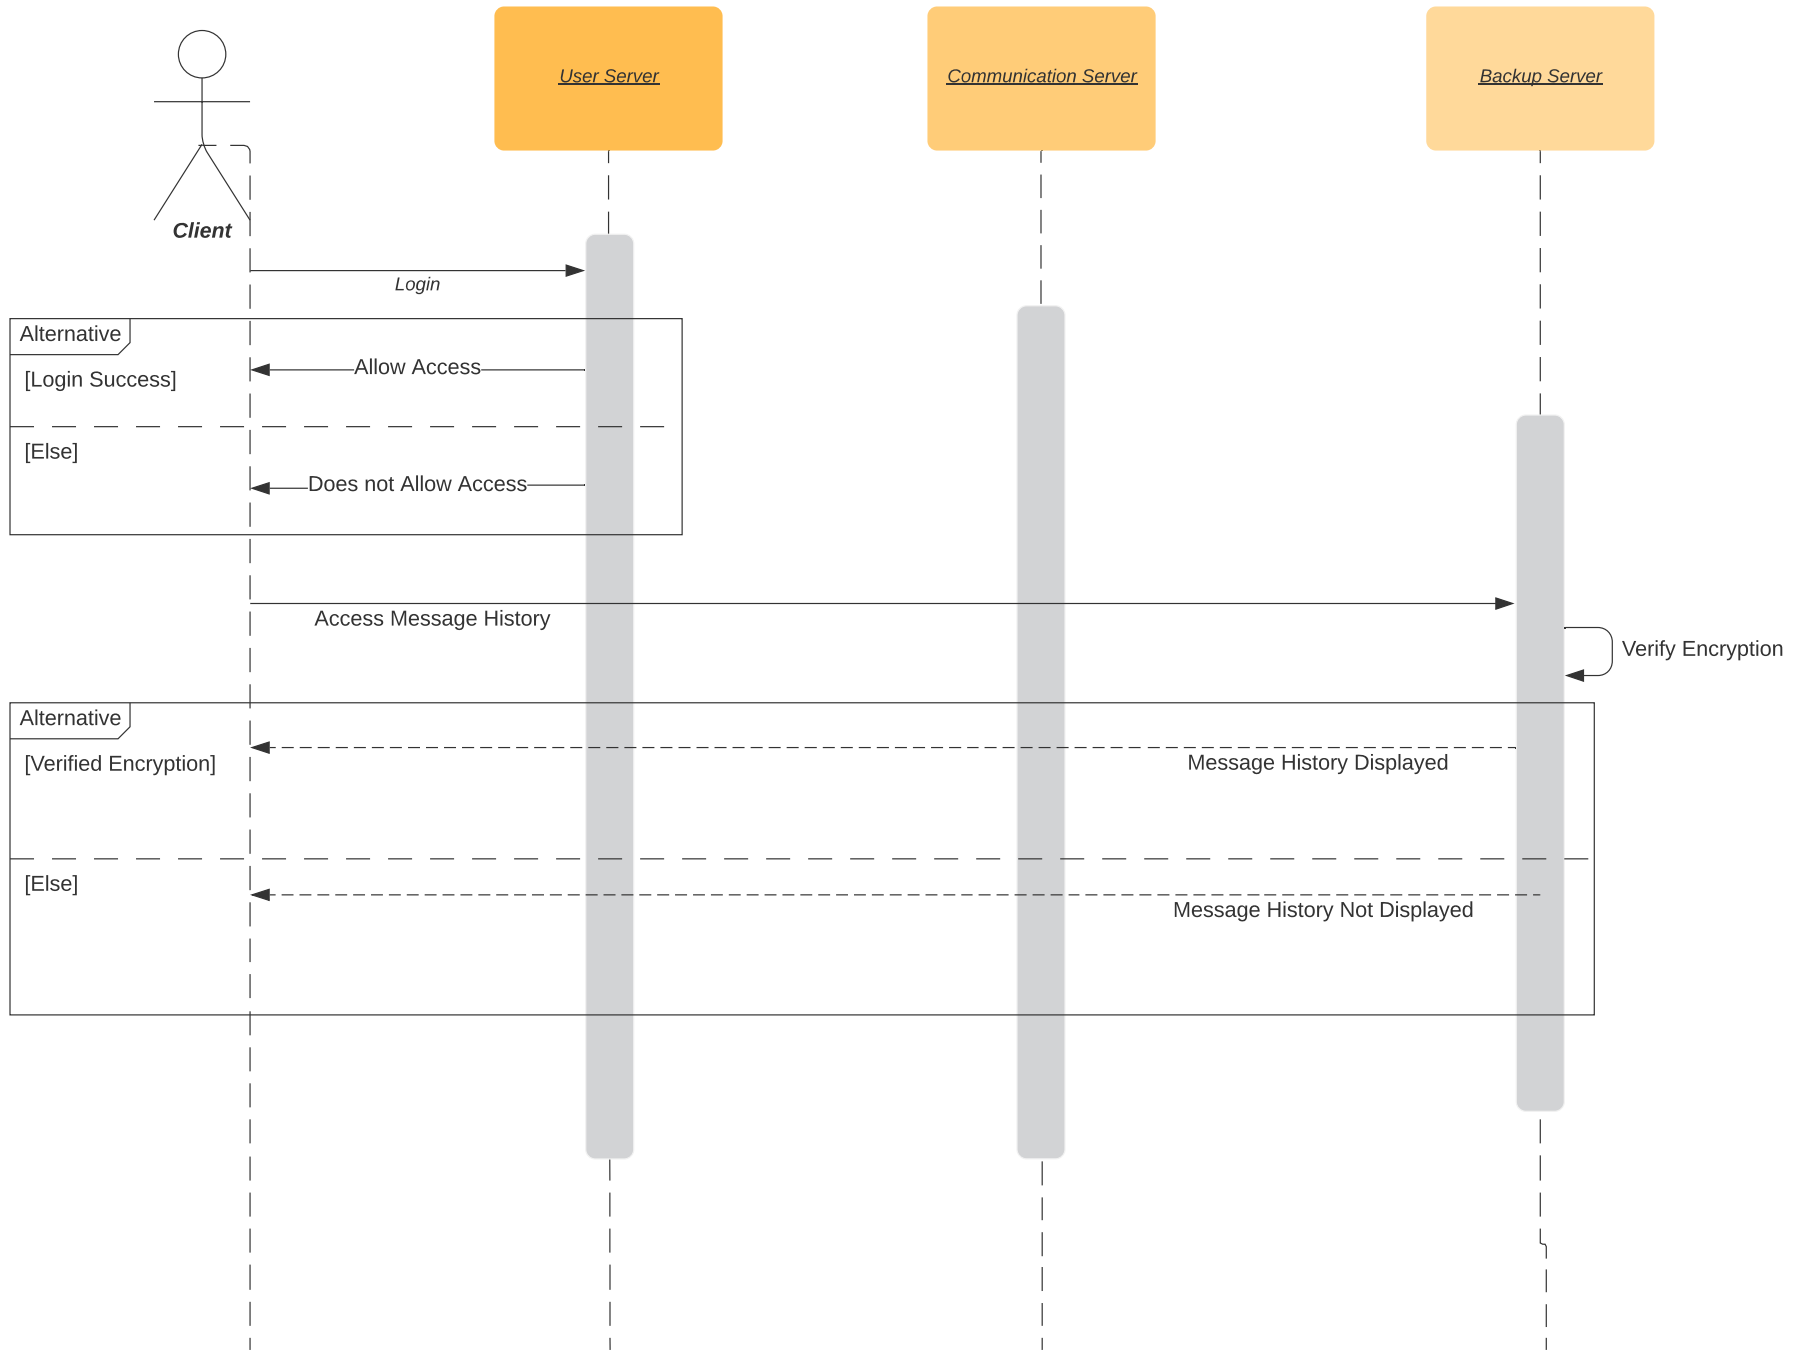 User Server
Communication Server
Backup Server
Client
Login
Alternative
Allow Access
[Login Success]
[Else]
Does not Allow Access
Access Message History
Verify Encryption
Alternative
[Verified Encryption]
Message History Displayed
[Else]
Message History Not Displayed